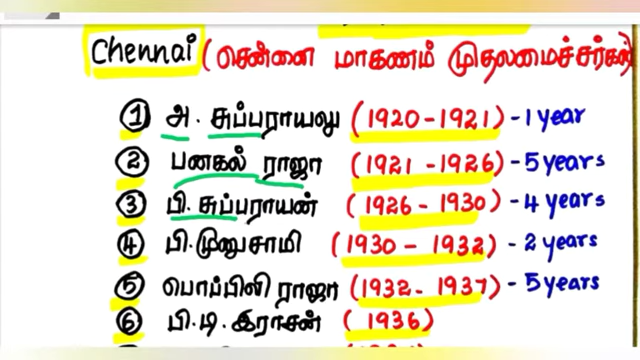 Chennai (சென்னை மாகணம் முதலமைச்சர்கள்)
① அ. சுப்பராயலு (1920-1921) - 1 year
② பனகல் ராஜா (1921-1926) - 5 years
③ பி. சுப்பராயன் (1926-1930) - 4 years
④ பி.முனுசாமி (1930-1932) - 2 years
⑤ பொப்பிலி ராஜா (1932-1937) - 5 years
⑥ பி.டி.இராசன் (1936)